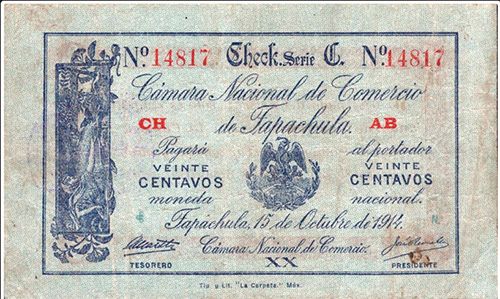 Nº 14817 Check. Serie C. Nº 14817
Cámara Nacional de Comercio
CH de Tapachula. AB
Pagará al portador
VEINTE VEINTE
CENTAVOS CENTAVOS
moneda nacional.
Tapachula, 15 de Octubre de 1914.
Cámara Nacional de Comercio.
TESORERO XX PRESIDENTE
Tip. y Lit. "La Carpeta" Méx.